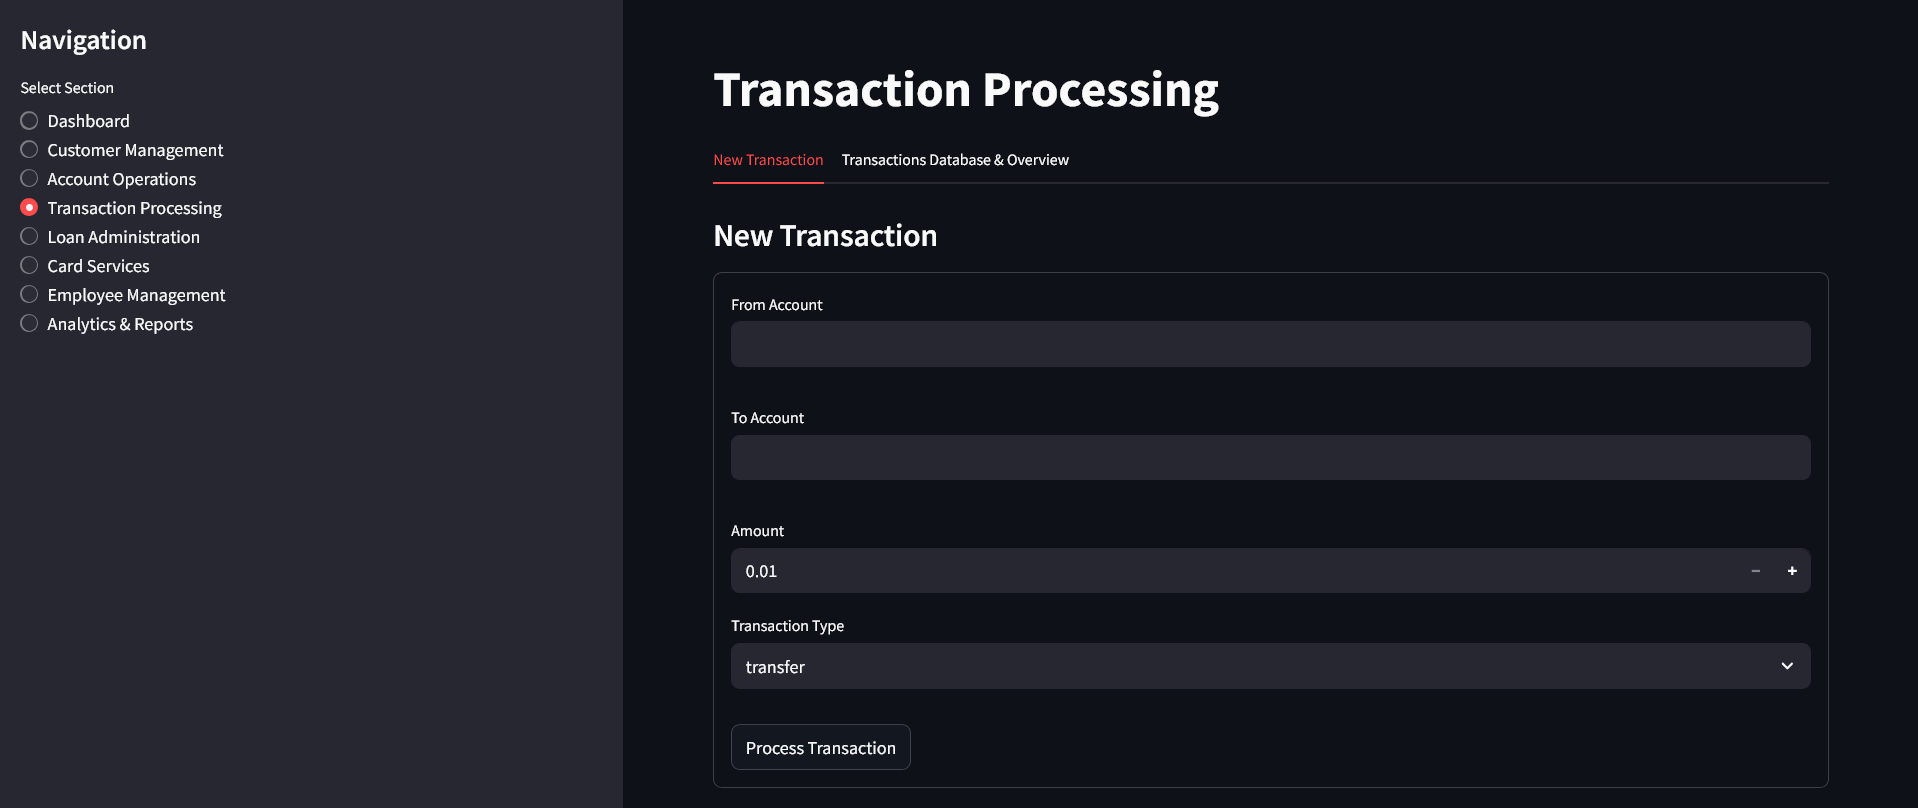 Navigation
Select Section
Dashboard
Customer Management
Account Operations
Transaction Processing
Loan Administration
Card Services
Employee Management
Analytics & Reports
Transaction Processing
New Transaction
Transactions Database & Overview
New Transaction
From Account
To Account
Amount
0.01
Transaction Type
transfer
Process Transaction